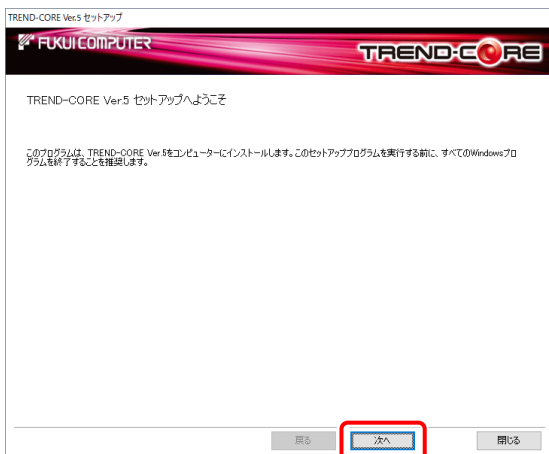 TREND-CORE Ver.5 セットアップ
FUKUI COMPUTER
TREND-CORE
TREND-CORE Ver.5 セットアップへようこそ
このプログラムは、TREND-CORE Ver.5をコンピューターにインストールします。このセットアッププログラムを実行する前に、すべてのWindowsプロ
グラムを終了することを推奨します。
戻る 次へ 閉じる